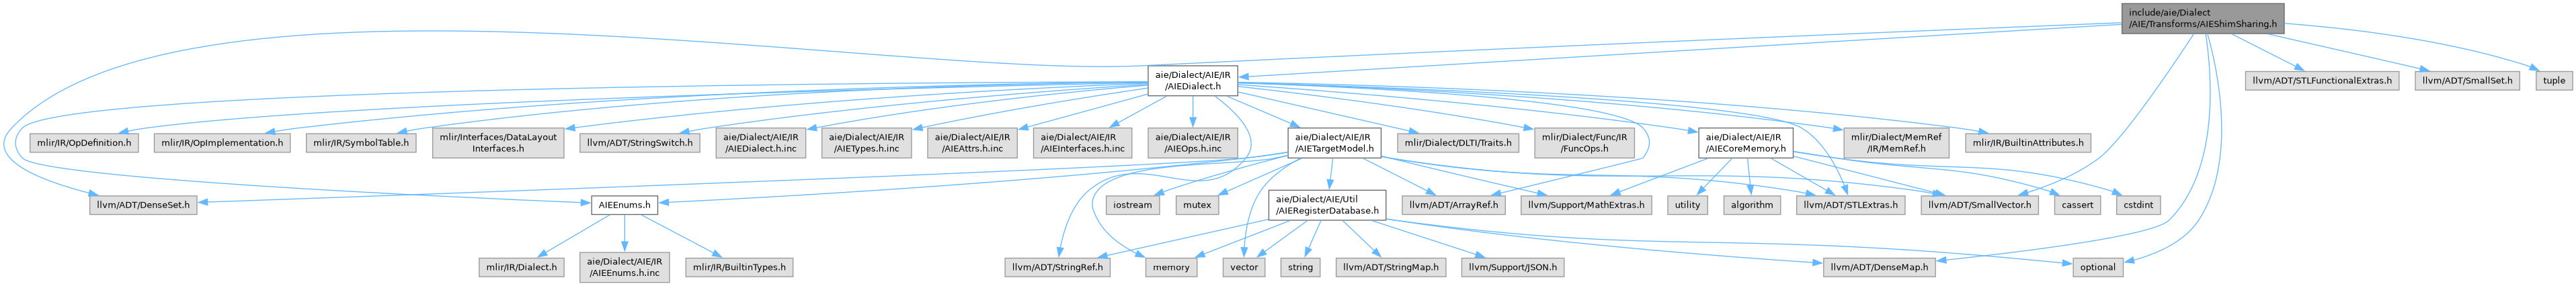 include/aie/Dialect
/AIE/Transforms/AIEShimSharing.h
aie/Dialect/AIE/IR
/AIEDialect.h
llvm/ADT/STLFunctionalExtras.h
llvm/ADT/SmallSet.h
tuple
mlir/IR/OpDefinition.h
mlir/IR/OpImplementation.h
mlir/IR/SymbolTable.h
mlir/Interfaces/DataLayout
Interfaces.h
llvm/ADT/StringSwitch.h
aie/Dialect/AIE/IR
/AIEDialect.h.inc
aie/Dialect/AIE/IR
/AIETypes.h.inc
aie/Dialect/AIE/IR
/AIEAttrs.h.inc
aie/Dialect/AIE/IR
/AIEInterfaces.h.inc
aie/Dialect/AIE/IR
/AIEOps.h.inc
aie/Dialect/AIE/IR
/AIETargetModel.h
mlir/Dialect/DLTI/Traits.h
mlir/Dialect/Func/IR
/FuncOps.h
aie/Dialect/AIE/IR
/AIECoreMemory.h
mlir/Dialect/MemRef
/IR/MemRef.h
mlir/IR/BuiltinAttributes.h
llvm/ADT/DenseSet.h
AIEEnums.h
iostream
mutex
aie/Dialect/AIE/Util
/AIERegisterDatabase.h
llvm/ADT/ArrayRef.h
llvm/Support/MathExtras.h
utility
algorithm
llvm/ADT/STLExtras.h
llvm/ADT/SmallVector.h
cassert
cstdint
mlir/IR/Dialect.h
aie/Dialect/AIE/IR
/AIEEnums.h.inc
mlir/IR/BuiltinTypes.h
llvm/ADT/StringRef.h
memory
vector
string
llvm/ADT/StringMap.h
llvm/Support/JSON.h
llvm/ADT/DenseMap.h
optional